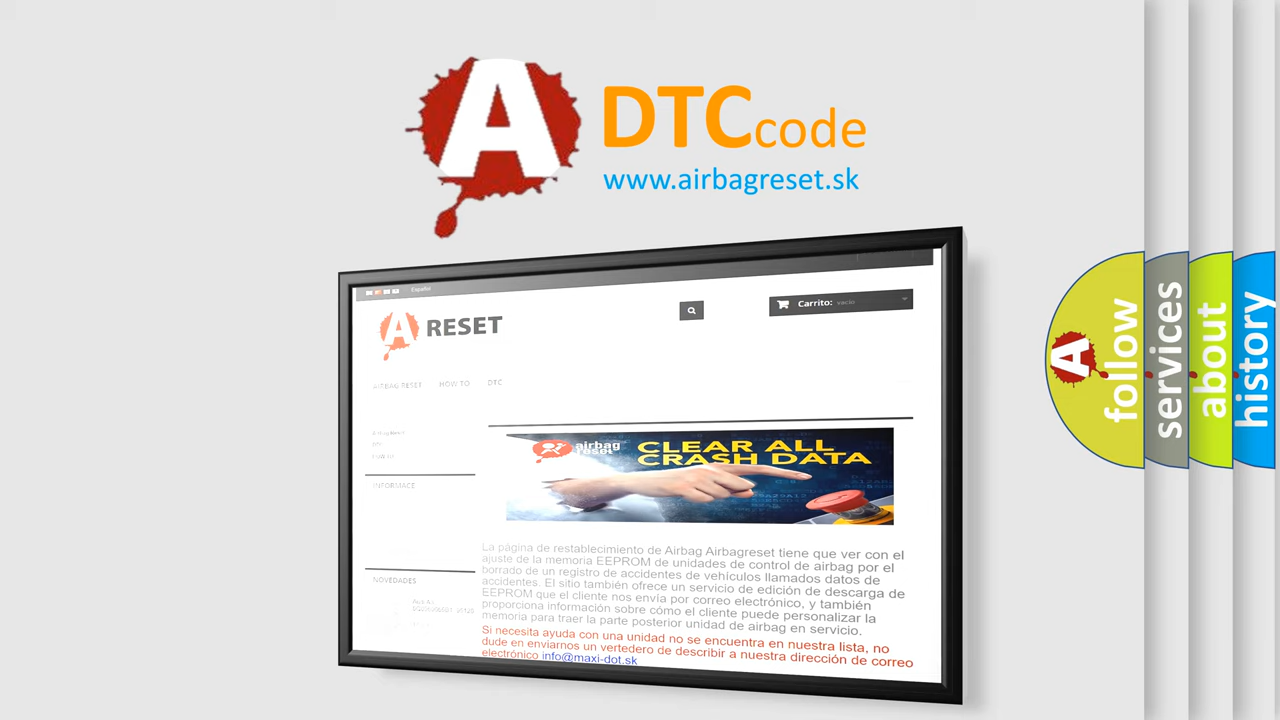 A DTC code
www.airbagreset.sk
Español
A RESET
Carrito: vacío
AIRBAG RESET HOW TO DTC
INFORMACE
airbag
reset
CLEAR ALL
CRASH DATA
La página de restablecimiento de Airbag Airbagreset tiene que ver con el
ajuste de la memoria EEPROM de unidades de control de airbag por el
borrado de un registro de accidentes de vehículos llamados datos de
accidentes. El sitio también ofrece un servicio de edición de descarga de
EEPROM que el cliente nos envía por correo electrónico, y también
proporciona información sobre cómo el cliente puede personalizar la
memoria para traer la parte posterior unidad de airbag en servicio.
Si necesita ayuda con una unidad no se encuentra en nuestra lista, no
dude en enviarnos un vertedero de describir a nuestra dirección de correo
electrónico info@maxi-dot.sk
NOVEDADES
A
follow
services
about
history